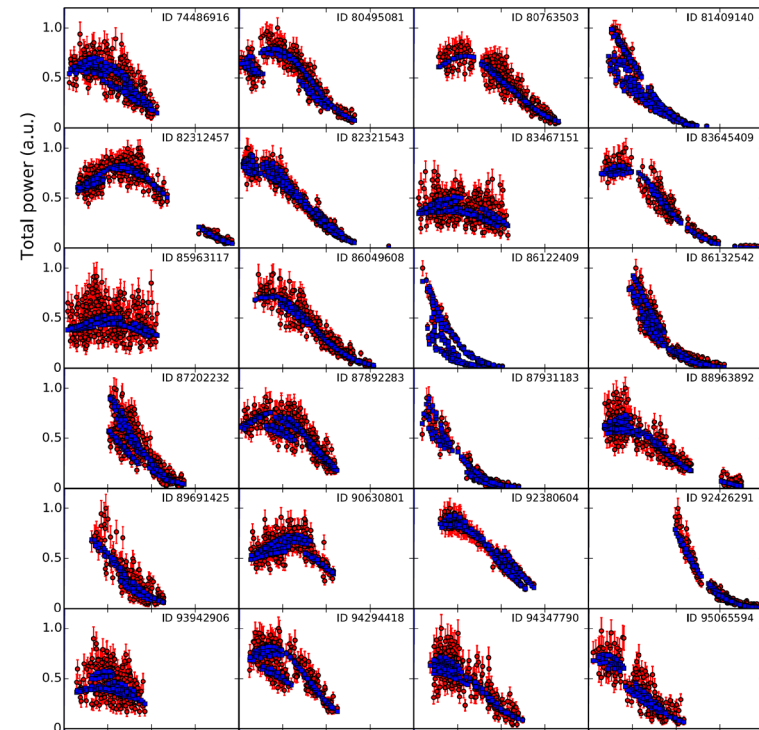 ID 74486916 ID 80495081 ID 80763503 ID 81409140
1.0
0.5
0
ID 82312457 ID 82321543 ID 83467151 ID 83645409
1.0
0.5
0
Total power (a.u.)
ID 85963117 ID 86049608 ID 86122409 ID 86132542
1.0
0.5
0
ID 87202232 ID 87892283 ID 87931183 ID 88963892
1.0
0.5
0
ID 89691425 ID 90630801 ID 92380604 ID 92426291
1.0
0.5
0
ID 93942906 ID 94294418 ID 94347790 ID 95065594
1.0
0.5
0